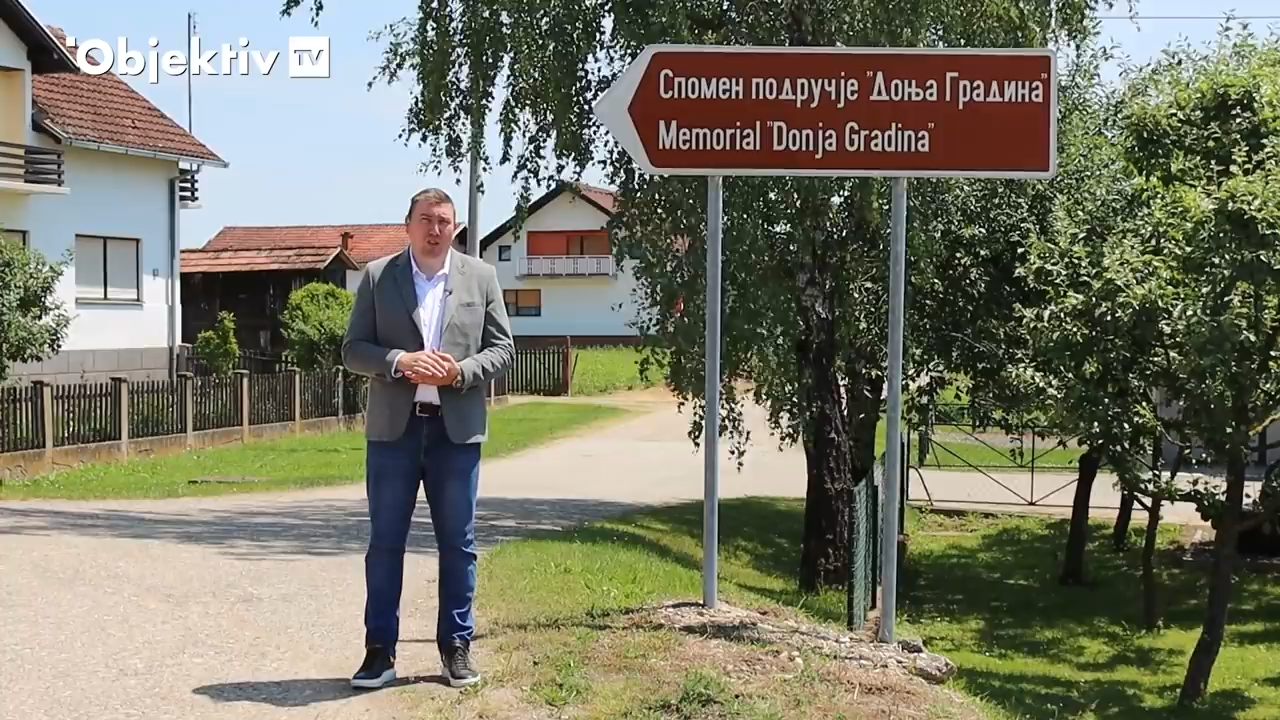 Objektiv TV
Спомен подручје "Доња Градина"
Memorial "Donja Gradina"